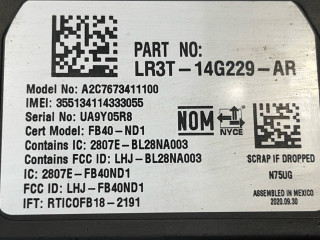 PART NO:
LR3T-14G229-AR
Model No: A2C7673411100
IMEI: 355134114333055
Serial No: UA9Y05R8
Cert Model: FB40-ND1
Contains IC: 2807E-BL28NA003
Contains FCC ID: LHJ-BL28NA003
IC: 2807E-FB40ND1
FCC ID: LHJ-FB40ND1
IFT: RTICOFB18-2191
NOM
NYCE
SCRAP IF DROPPED
N75UG
ASSEMBLED IN MEXICO
2020.09.30